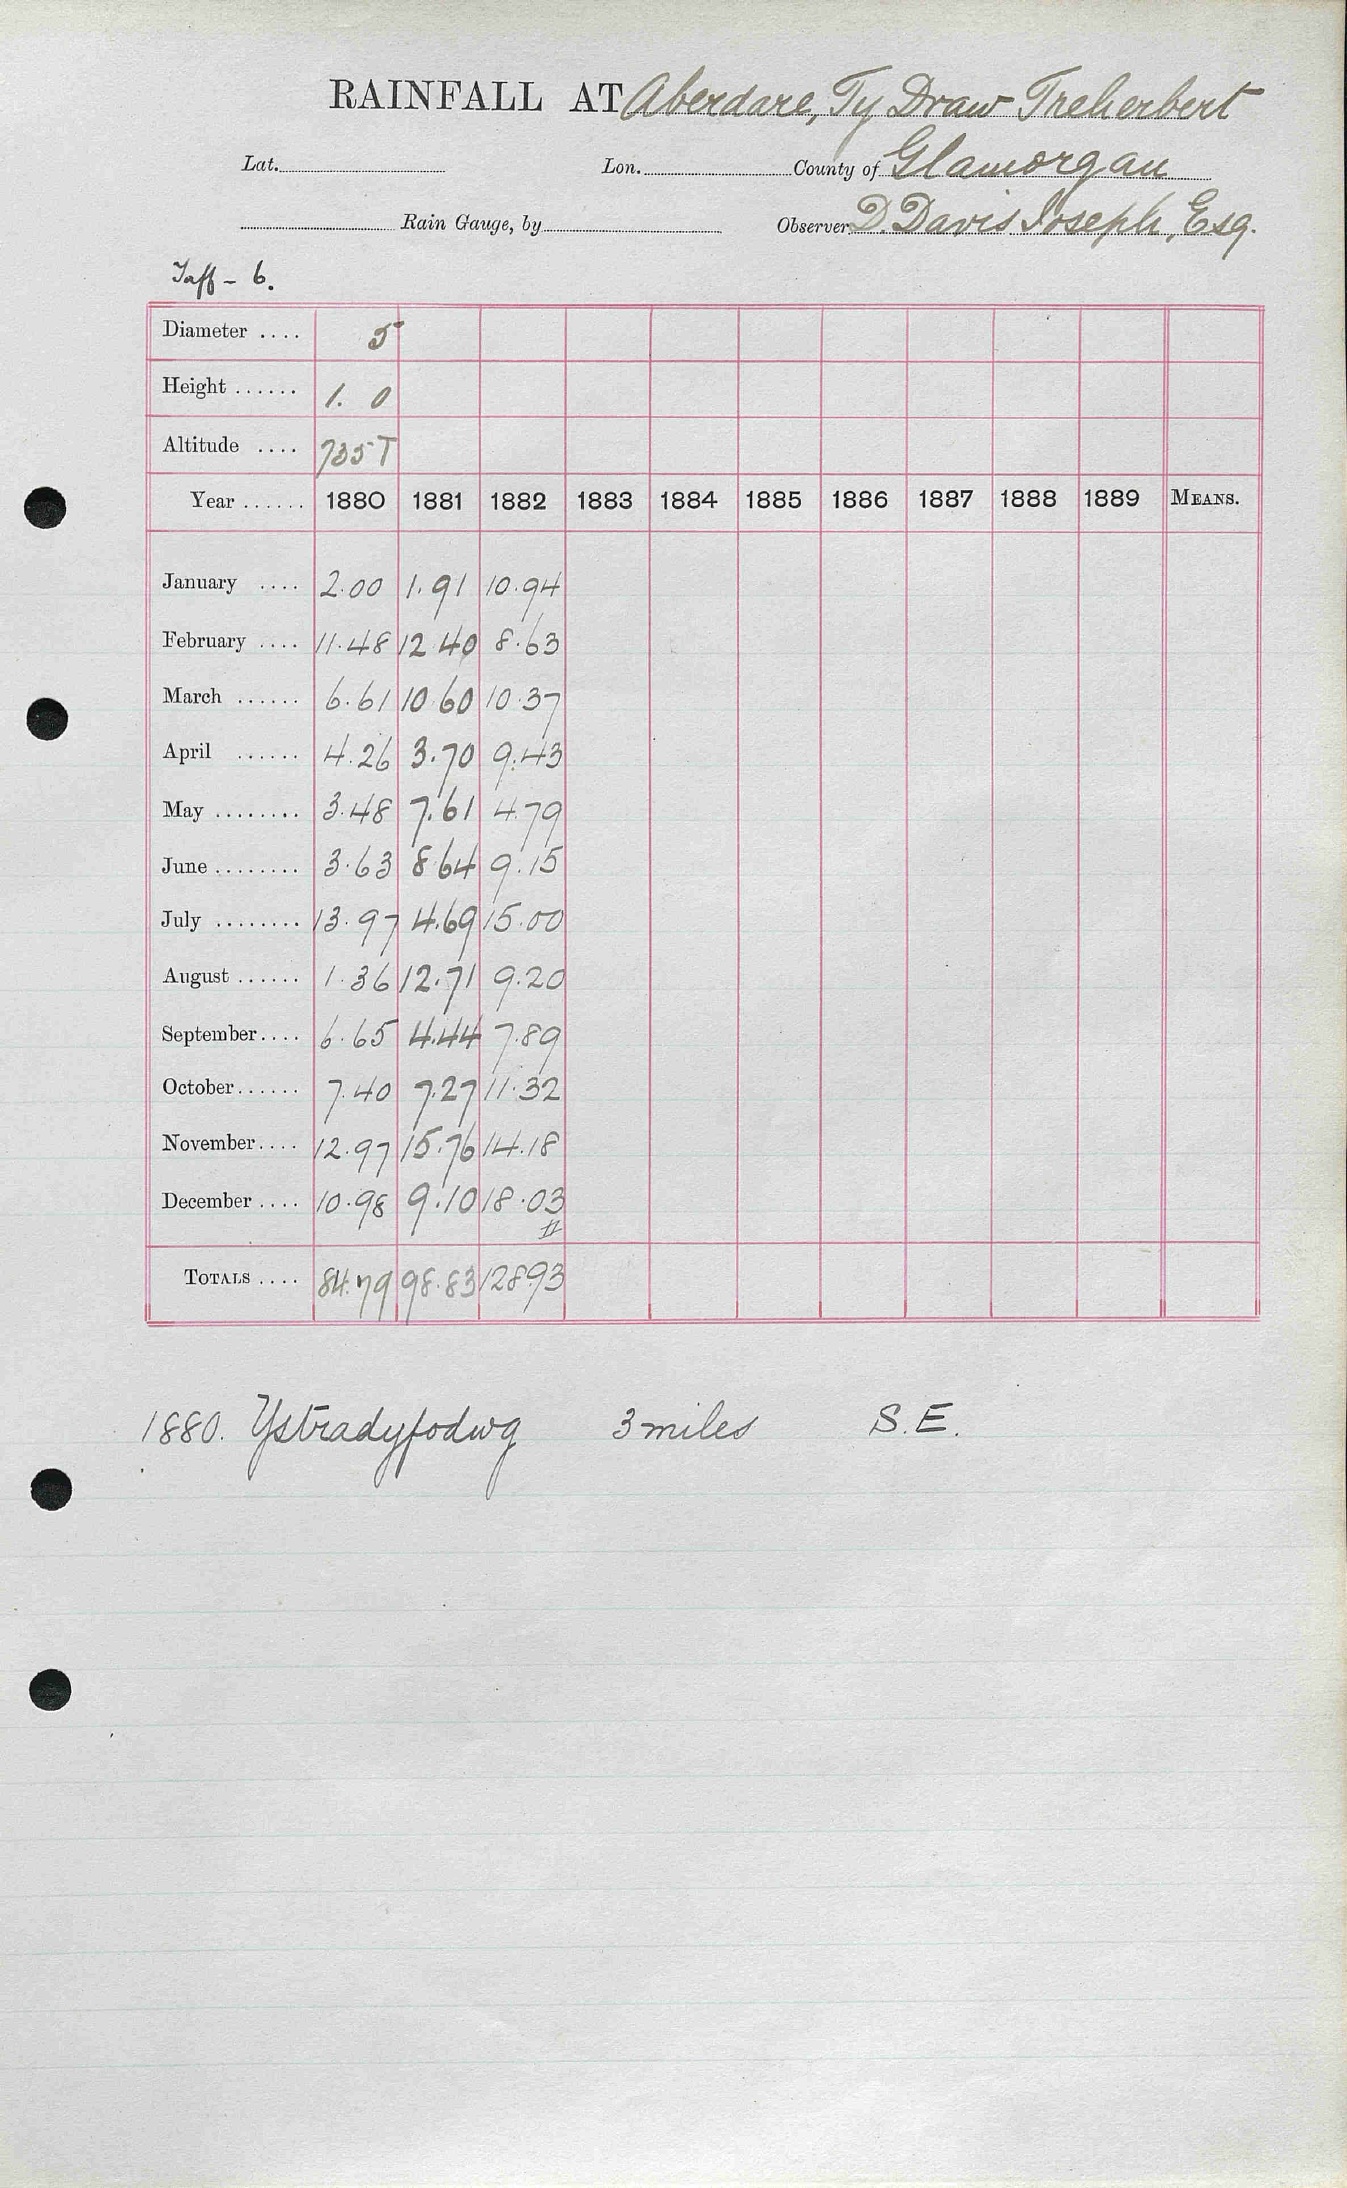 RAINFALL AT Aberdare, Ty Draw Treherbert
Lat. Lon. County of Glamorgan
Rain Gauge, by Observer D. Davis Joseph, Esq.
Taff - 6.
Diameter .... 5
Height ...... 1. 0
Altitude .... 735 T
Year ...... 1880 1881 1882 1883 1884 1885 1886 1887 1888 1889 MEANS.
January .... 2.00 1.91 10.94
February .... 11.48 12 40 8.63
March ...... 6.61 10 60 10.37
April ...... 4.26 3.70 9.43
May ........ 3.48 7.61 4.79
June ........ 3.63 8 64 9.15
July ........ 13.97 4.69 15.00
August ...... 1.36 12.71 9.20
September.... 6.65 4.44 7.89
October...... 7.40 7.27 11.32
November.... 12.97 15.76 14.18
December .... 10.98 9.10 18.03
TOTALS .... 84.79 98.83 128.93
1880. Ystradyfodwg 3 miles S.E.